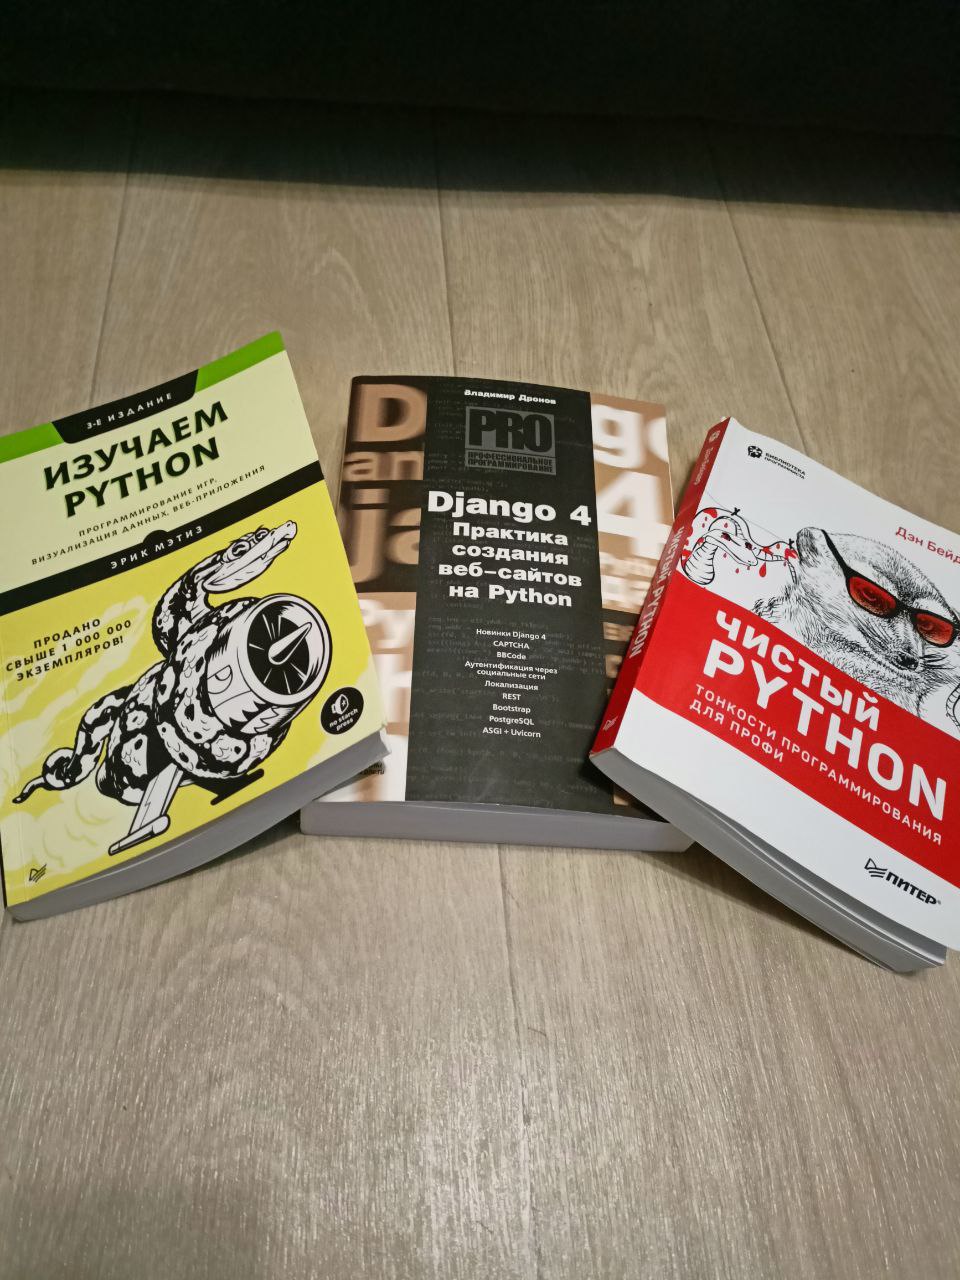 3-Е ИЗДАНИЕ
ИЗУЧАЕМ
PYTHON
ПРОГРАММИРОВАНИЕ ИГР,
ВИЗУАЛИЗАЦИЯ ДАННЫХ, ВЕБ-ПРИЛОЖЕНИЯ
ЭРИК МЭТИЗ
ПРОДАНО
СВЫШЕ 1 000 000
ЭКЗЕМПЛЯРОВ!
no starch
press
Владимир Дронов
PRO
ПРОФЕССИОНАЛЬНОЕ
ПРОГРАММИРОВАНИЕ
Django 4
Практика
создания
веб-сайтов
на Python
Новинки Django 4
CAPTCHA
BBCode
Аутентификация через
социальные сети
Локализация
REST
Bootstrap
PostgreSQL
ASGI + Uvicorn
БИБЛИОТЕКА
ПРОГРАММИСТА
Дэн Бейд
ЧИСТЫЙ
PYTHON
ТОНКОСТИ ПРОГРАММИРОВАНИЯ
ДЛЯ ПРОФИ
ПИТЕР®
ЧИСТЫЙ PYTHON